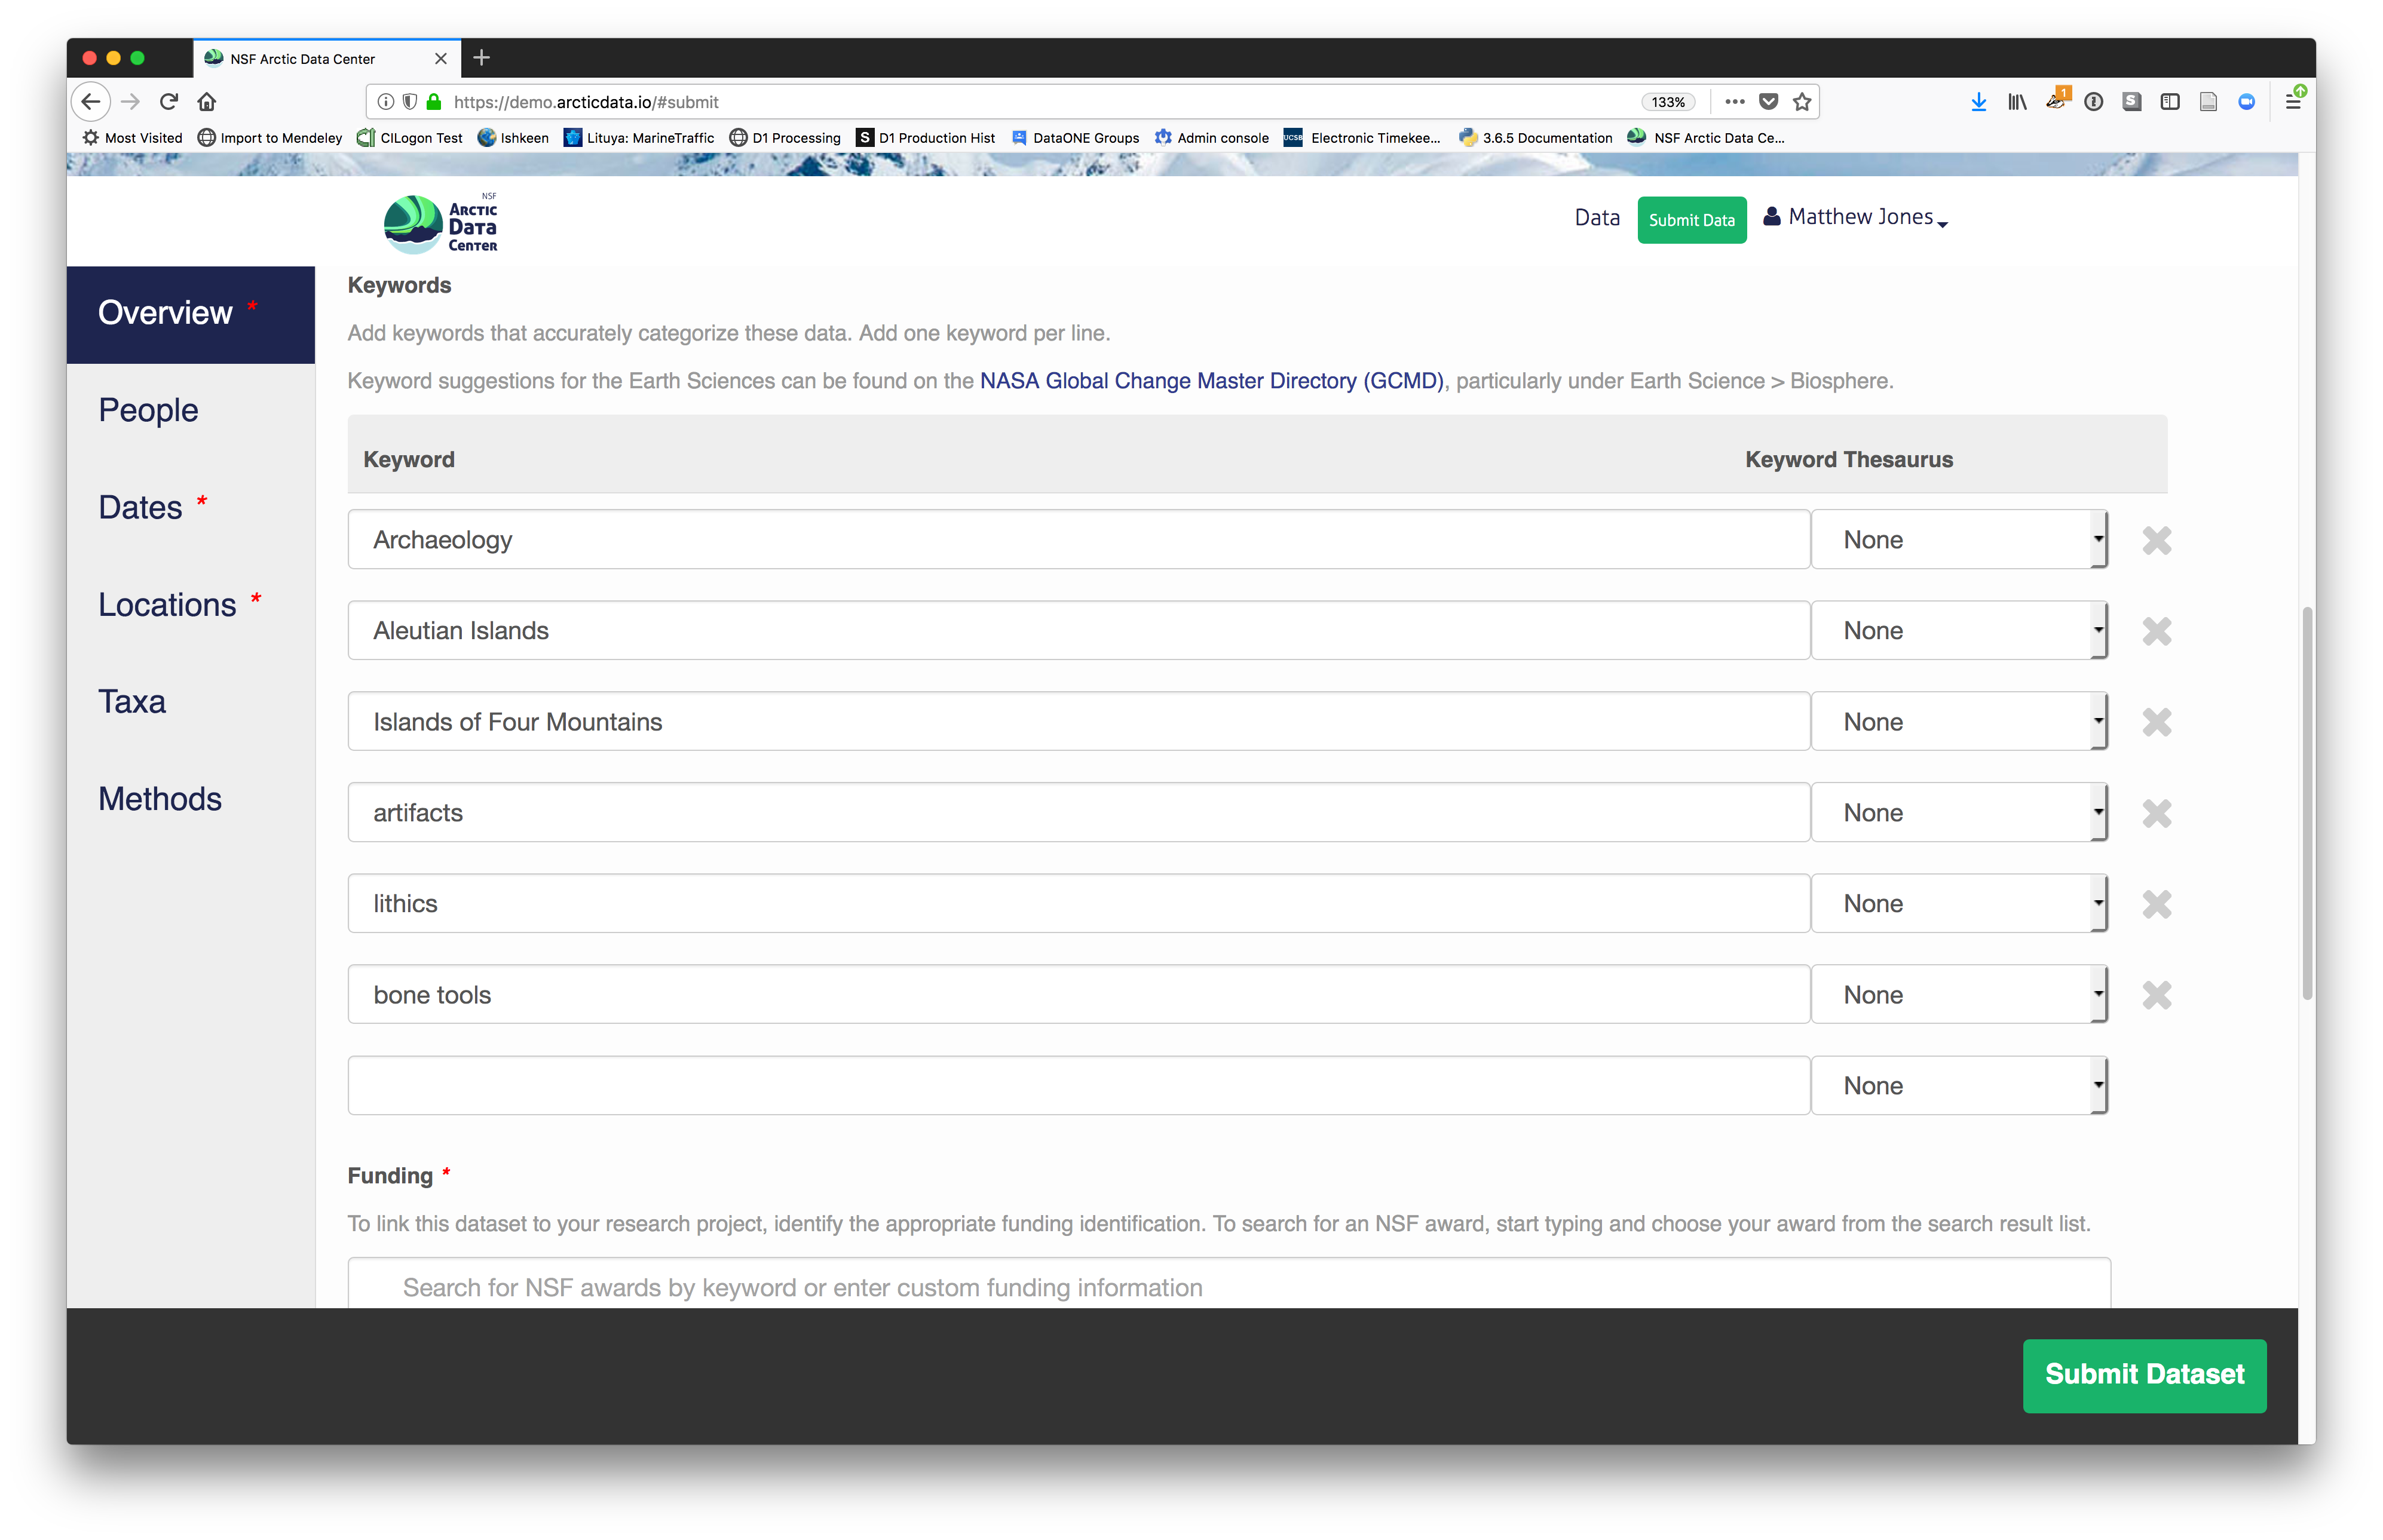 NSF Arctic Data Center
https://demo.arcticdata.io/#submit
133%
1
Most Visited
Import to Mendeley
CILogon Test
Ishkeen
Lituya: MarineTraffic
D1 Processing
S
D1 Production Hist
DataONE Groups
Admin console
UCSB
Electronic Timekee...
3.6.5 Documentation
NSF Arctic Data Ce...
NSF
ARCTIC
DATA
CENTER
Data
Submit Data
Matthew Jones
Overview *
People
Dates *
Locations *
Taxa
Methods
Keywords
Add keywords that accurately categorize these data. Add one keyword per line.
Keyword suggestions for the Earth Sciences can be found on the NASA Global Change Master Directory (GCMD), particularly under Earth Science > Biosphere.
Keyword Keyword Thesaurus
Archaeology None
Aleutian Islands None
Islands of Four Mountains None
artifacts None
lithics None
bone tools None
None
Funding *
To link this dataset to your research project, identify the appropriate funding identification. To search for an NSF award, start typing and choose your award from the search result list.
Search for NSF awards by keyword or enter custom funding information
Submit Dataset